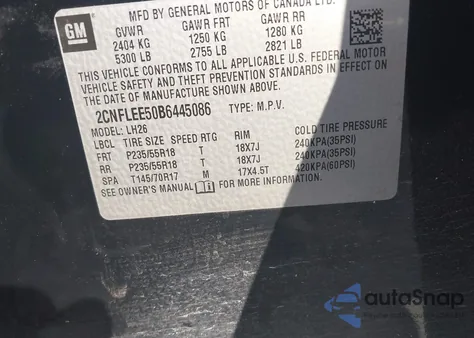 MFD BY GENERAL MOTORS OF CANADA LTD.
GM
GVWR GAWR FRT GAWR RR
2404 KG 1250 KG 1280 KG
5300 LB 2755 LB 2821 LB
THIS VEHICLE CONFORMS TO ALL APPLICABLE U.S. FEDERAL MOTOR
VEHICLE SAFETY AND THEFT PREVENTION STANDARDS IN EFFECT ON
THE DATE OF MANUFACTURE SHOWN ABOVE.
2CNFLEE50B6445086 TYPE: M.P.V.
MODEL: LH26
LBCL TIRE SIZE SPEED RTG RIM COLD TIRE PRESSURE
FRT P235/55R18 T 18X7J 240KPA(35PSI)
RR P235/55R18 T 18X7J 240KPA(35PSI)
SPA T145/70R17 M 17X4.5T 420KPA(60PSI)
SEE OWNER'S MANUAL FOR MORE INFORMATION.
autoSnap